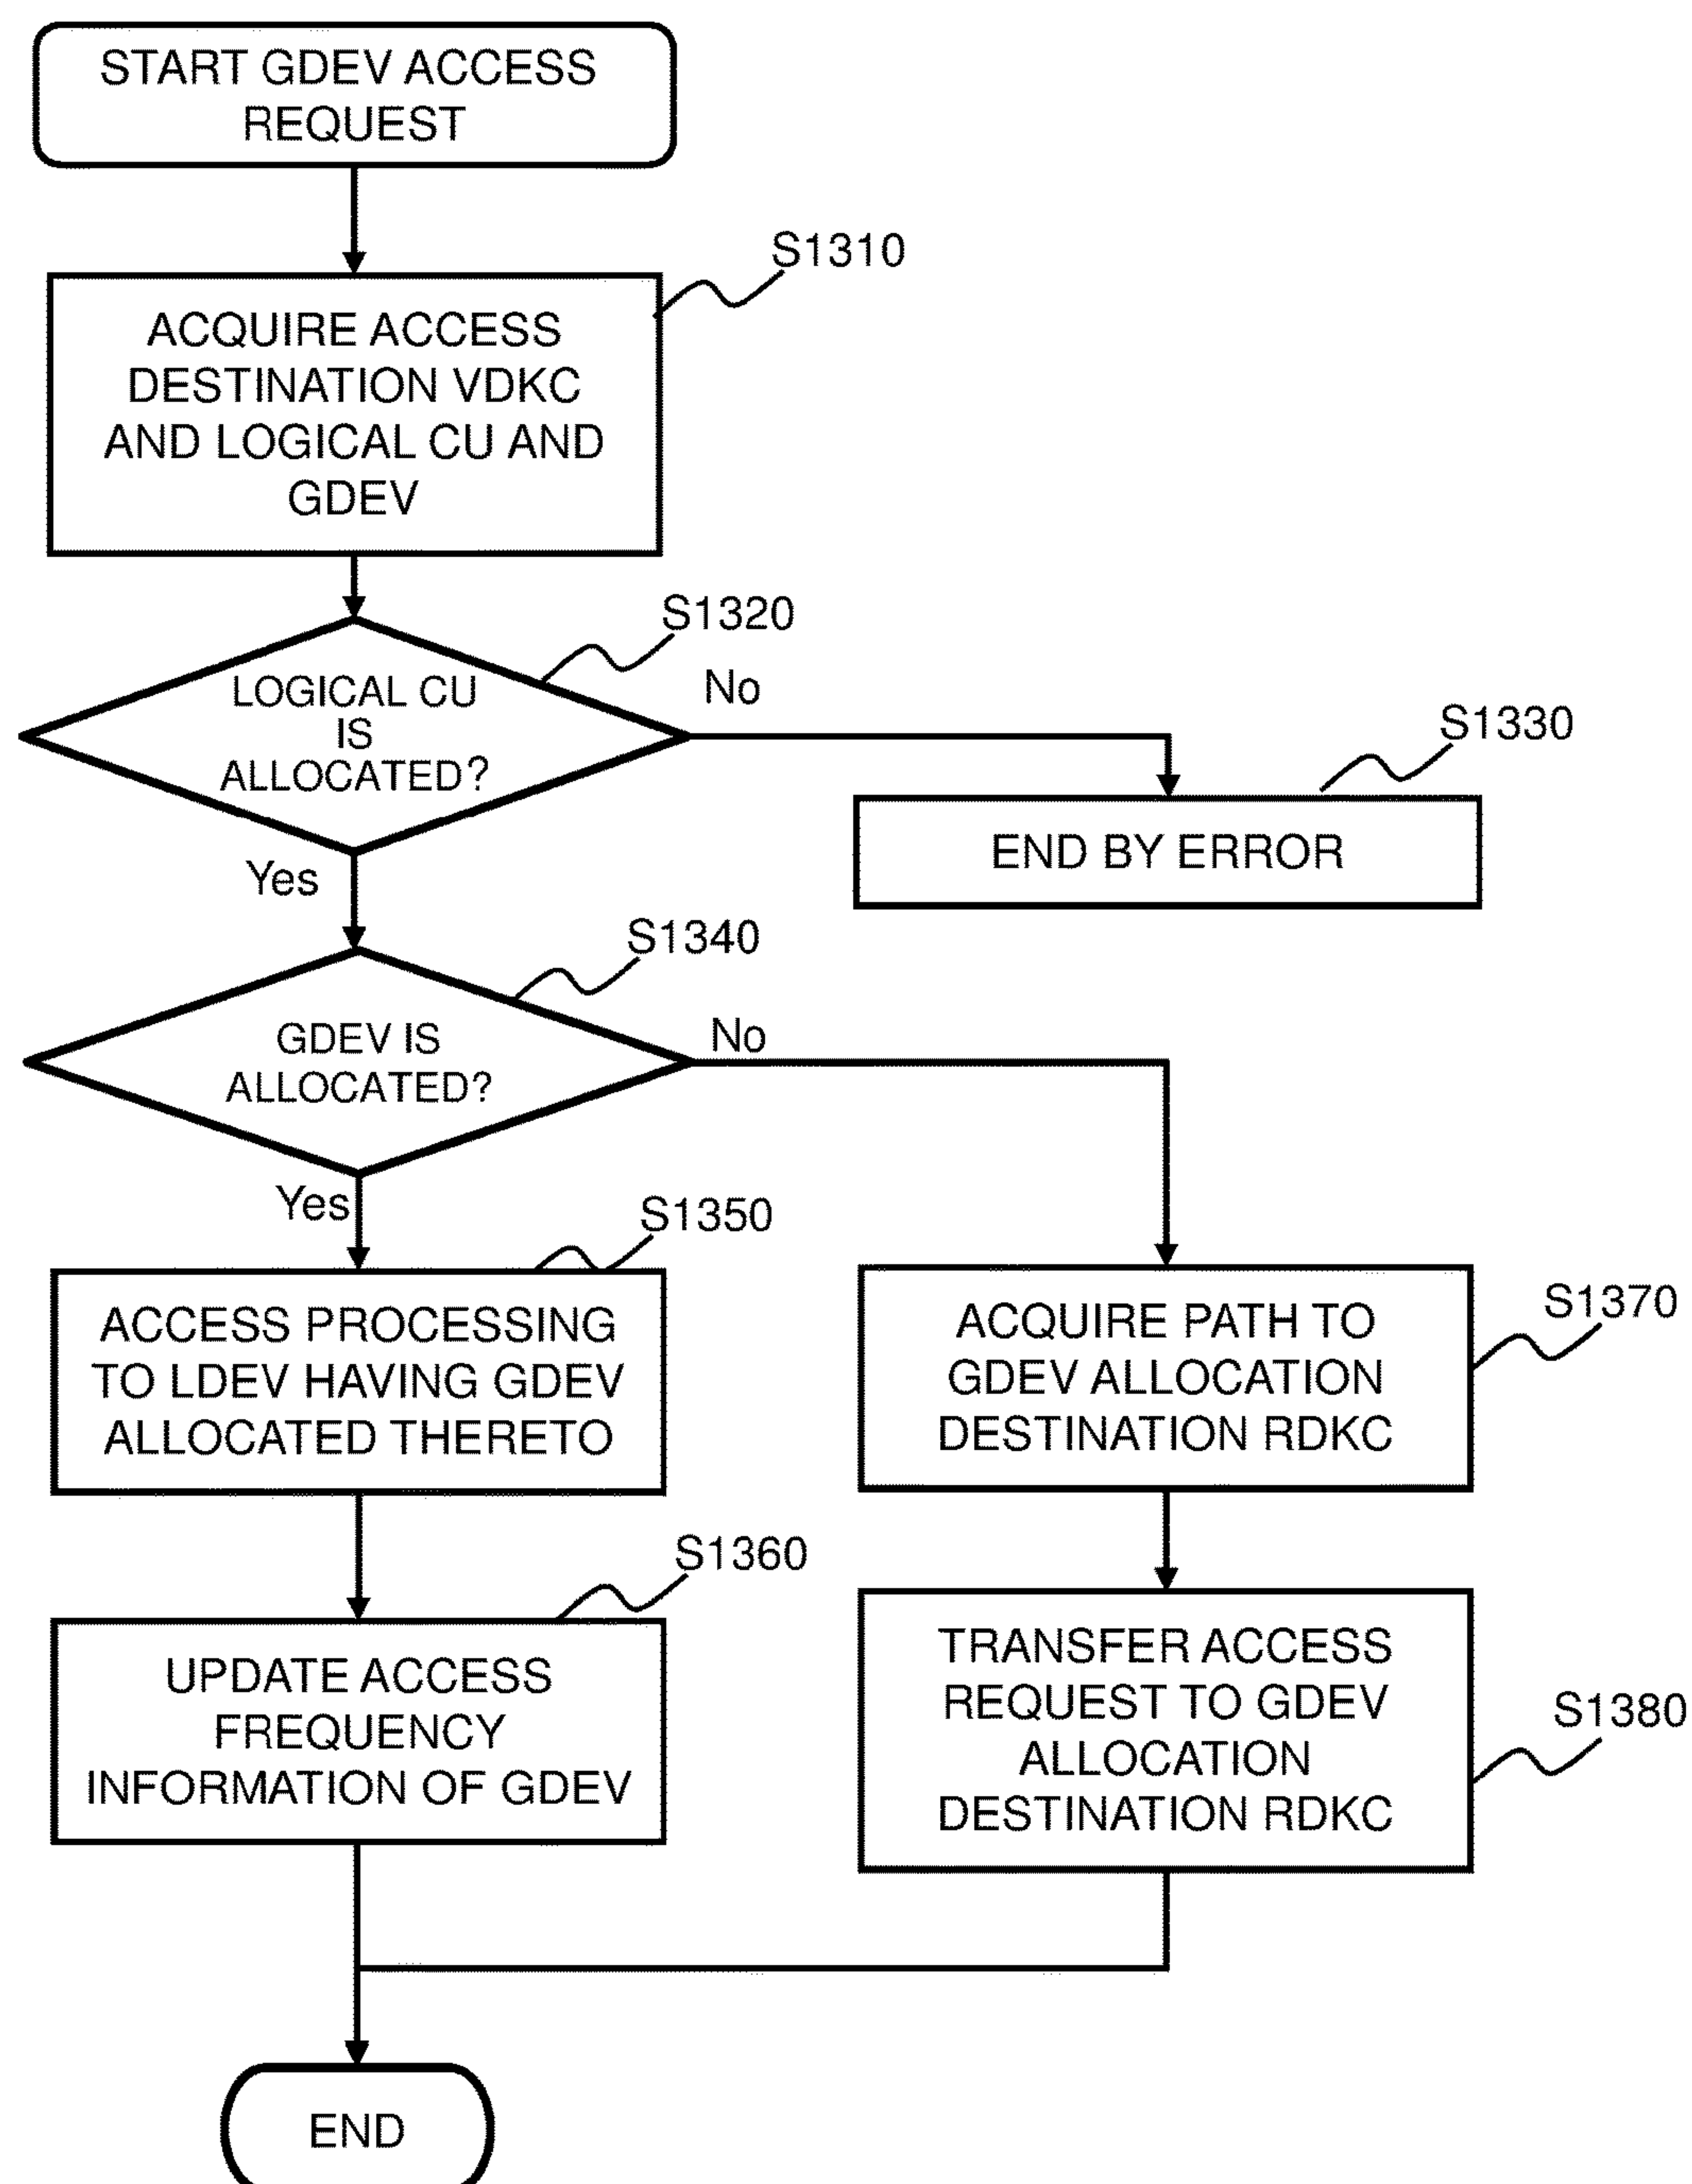 START GDEV ACCESS
REQUEST
S1310
ACQUIRE ACCESS
DESTINATION VDKC
AND LOGICAL CU AND
GDEV
S1320
LOGICAL CU
IS
ALLOCATED?
No
S1330
END BY ERROR
Yes
S1340
GDEV IS
ALLOCATED?
No
Yes
S1350
ACCESS PROCESSING
TO LDEV HAVING GDEV
ALLOCATED THERETO
S1370
ACQUIRE PATH TO
GDEV ALLOCATION
DESTINATION RDKC
S1360
UPDATE ACCESS
FREQUENCY
INFORMATION OF GDEV
TRANSFER ACCESS
REQUEST TO GDEV
ALLOCATION
DESTINATION RDKC
S1380
END